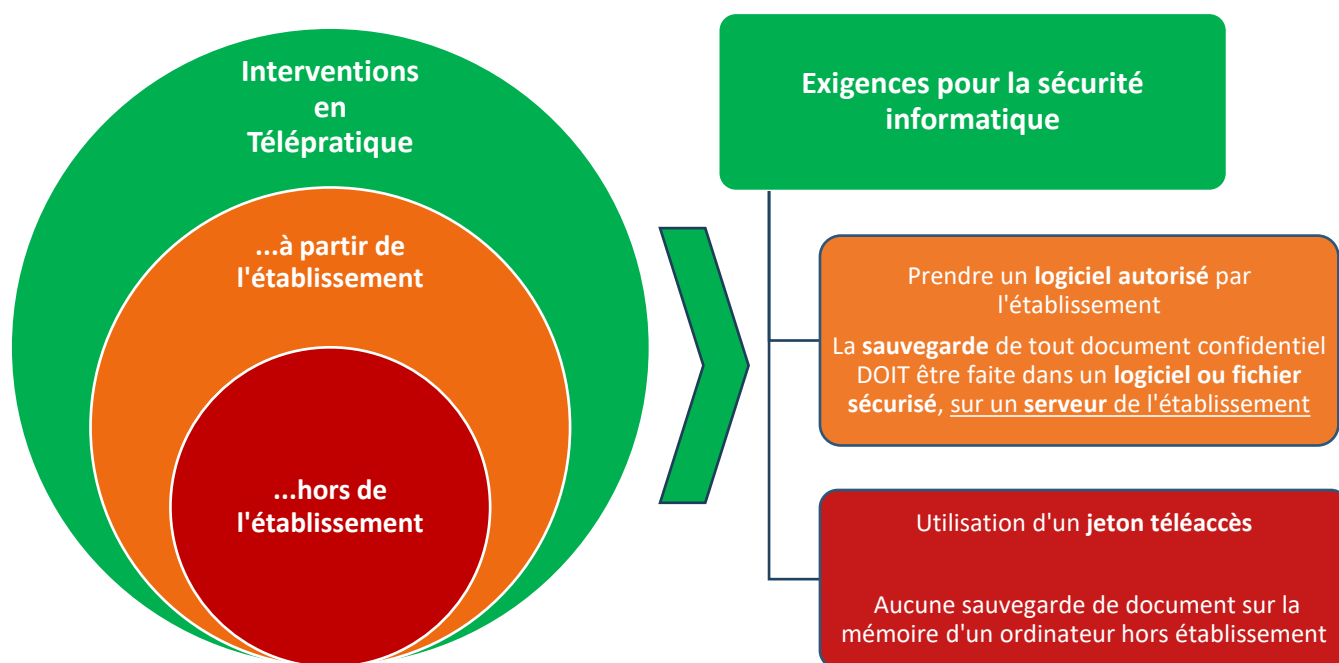 Interventions
en
Télépratique
...à partir de
l'établissement
...hors de
l'établissement
Exigences pour la sécurité
informatique
Prendre un logiciel autorisé par
l'établissement
La sauvegarde de tout document confidentiel
DOIT être faite dans un logiciel ou fichier
sécurisé, sur un serveur de l'établissement
Utilisation d'un jeton téléaccès
Aucune sauvegarde de document sur la
mémoire d'un ordinateur hors établissement